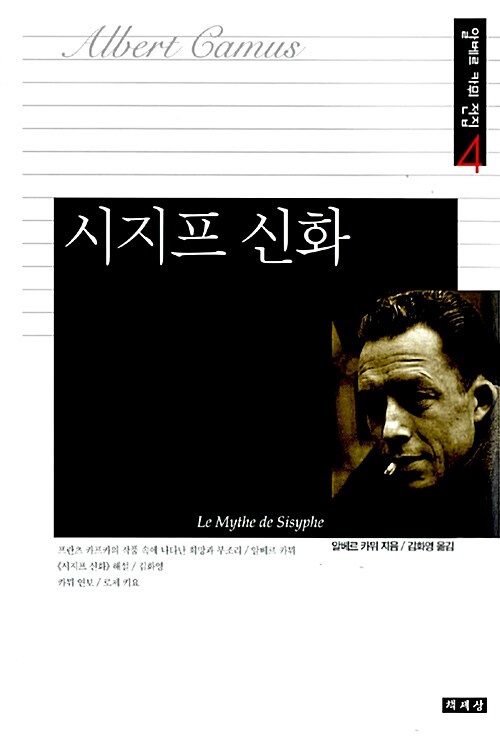 Albert Camus
알베르 카뮈 전집
4
시지프 신화
Le Mythe de Sisyphe
알베르 카뮈 지음 / 김화영 옮김
프란츠 카프카의 작품 속에 나타난 희망과 부조리 / 알베르 카뮈
《시지프 신화》 해설 / 김화영
카뮈 연보 / 로제 키요
책세상